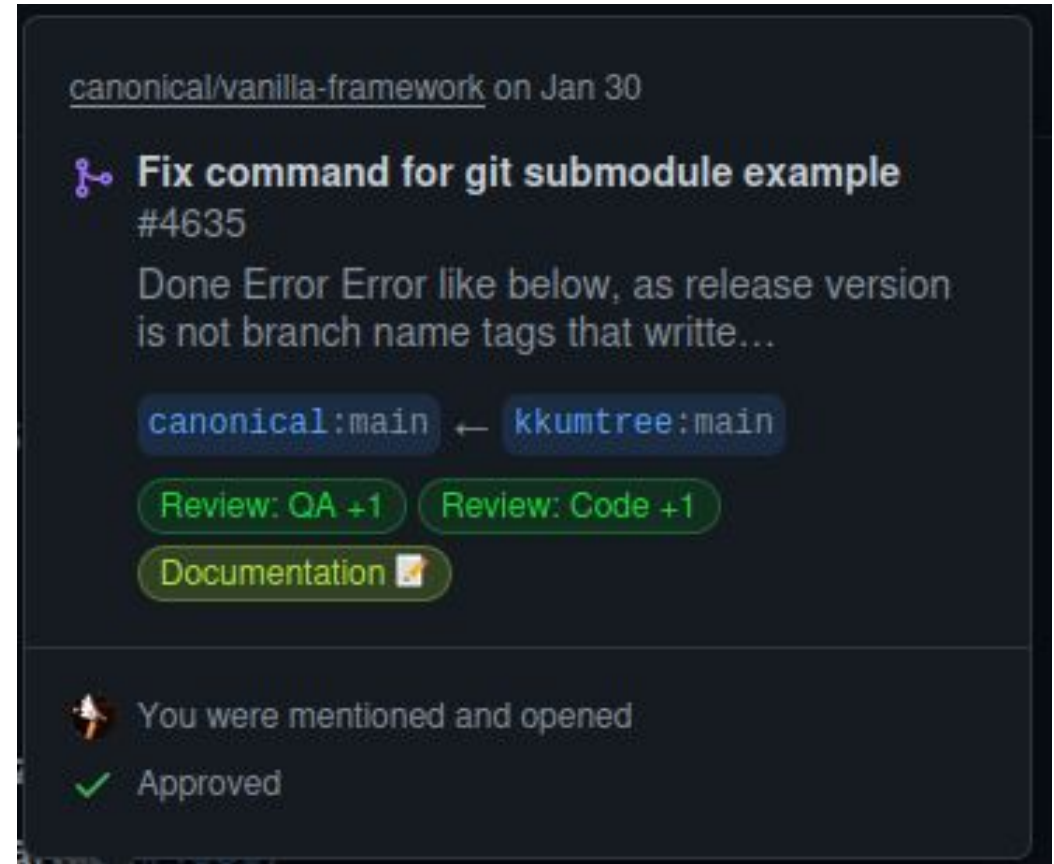 canonical/vanilla-framework on Jan 30
Fix command for git submodule example
#4635
Done Error Error like below, as release version
is not branch name tags that writte...
canonical:main ← kkumtree:main
Review: QA +1 Review: Code +1
Documentation 📝
You were mentioned and opened
Approved